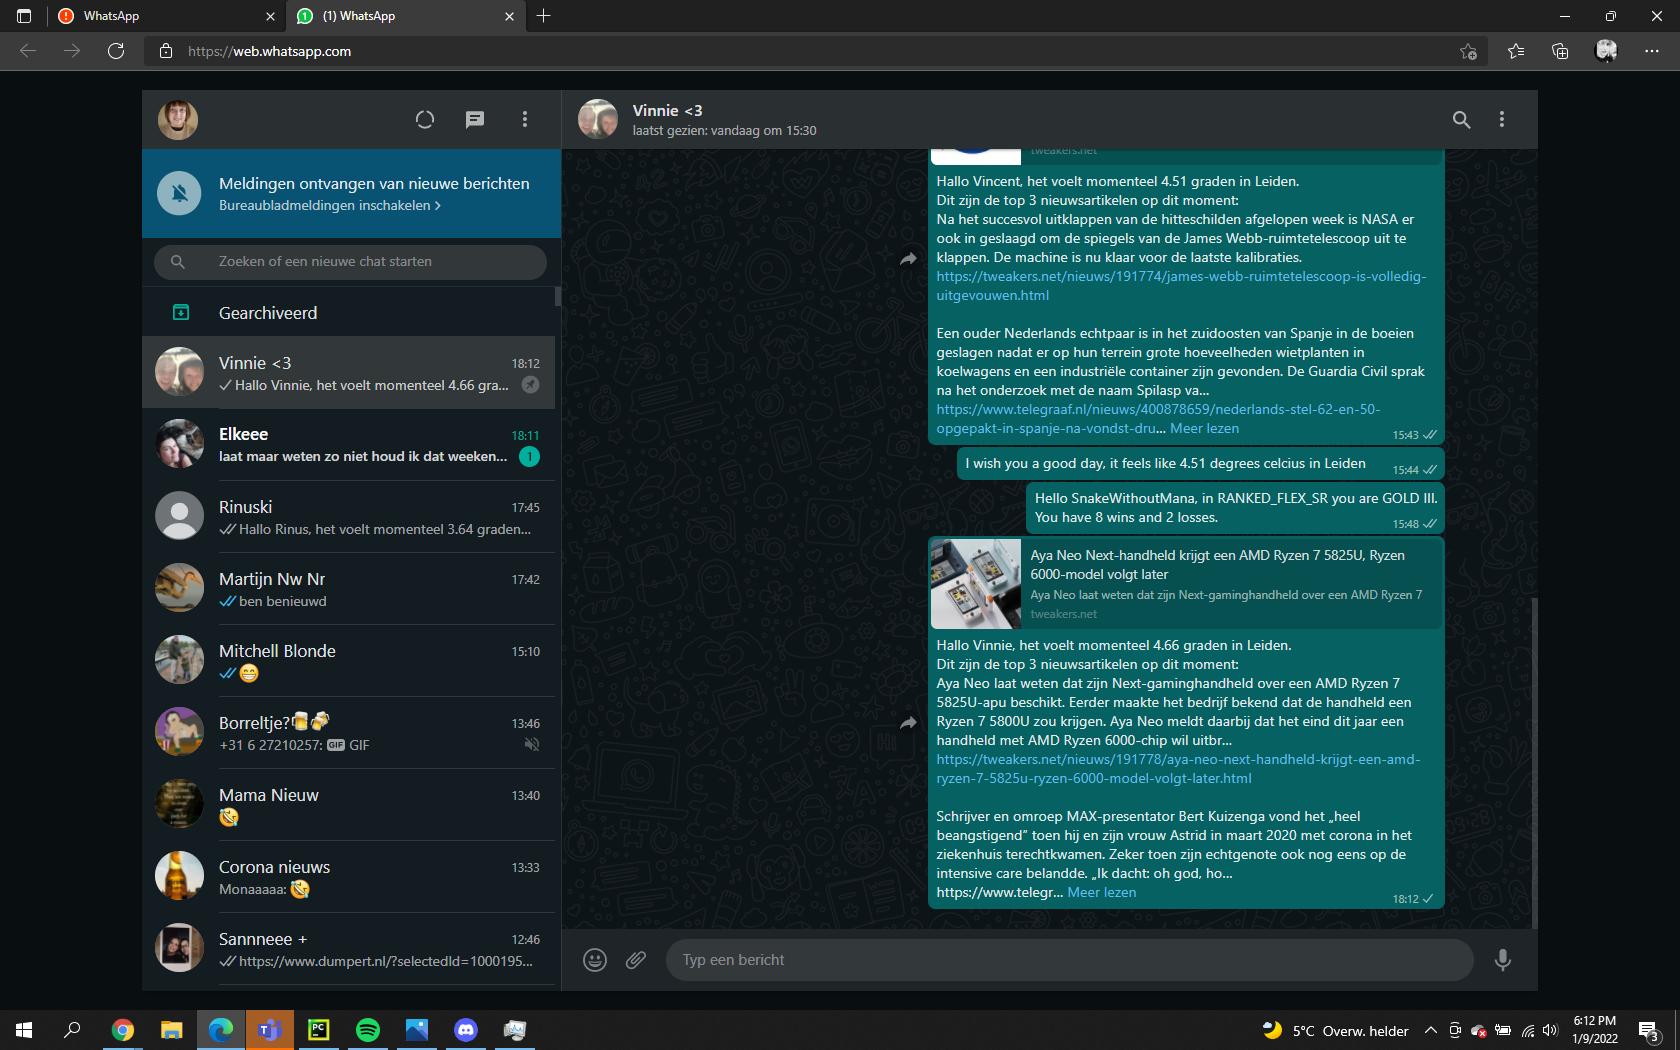 WhatsApp
(1) WhatsApp
https://web.whatsapp.com
Meldingen ontvangen van nieuwe berichten
Bureaubladmeldingen inschakelen >
Zoeken of een nieuwe chat starten
Gearchiveerd
Vinnie <3
18:12
Hallo Vinnie, het voelt momenteel 4.66 gra...
Elkeee
18:11
laat maar weten zo niet houd ik dat weeken...
1
Rinuski
17:45
Hallo Rinus, het voelt momenteel 3.64 graden...
Martijn Nw Nr
17:42
ben benieuwd
Mitchell Blonde
15:10
😁
Borreltje?🍺🍻
13:46
+31 6 27210257: GIF GIF
Mama Nieuw
13:40
🤣
Corona nieuws
13:33
Monaaaaa: 🤣
Sannneee +
12:46
https://www.dumpert.nl/?selectedId=1000195...
Vinnie <3
laatst gezien: vandaag om 15:30
tweakers.net
Hallo Vincent, het voelt momenteel 4.51 graden in Leiden.
Dit zijn de top 3 nieuwsartikelen op dit moment:
Na het succesvol uitklappen van de hitteschilden afgelopen week is NASA er
ook in geslaagd om de spiegels van de James Webb-ruimtetelescoop uit te
klappen. De machine is nu klaar voor de laatste kalibraties.
https://tweakers.net/nieuws/191774/james-webb-ruimtetelescoop-is-volledig-
uitgevouwen.html
Een ouder Nederlands echtpaar is in het zuidoosten van Spanje in de boeien
geslagen nadat er op hun terrein grote hoeveelheden wietplanten in
koelwagens en een industriële container zijn gevonden. De Guardia Civil sprak
na het onderzoek met de naam Spilasp va...
https://www.telegraaf.nl/nieuws/400878659/nederlands-stel-62-en-50-
opgepakt-in-spanje-na-vondst-dru... Meer lezen
15:43
I wish you a good day, it feels like 4.51 degrees celcius in Leiden
15:44
Hello SnakeWithoutMana, in RANKED_FLEX_SR you are GOLD III.
You have 8 wins and 2 losses.
15:48
Aya Neo Next-handheld krijgt een AMD Ryzen 7 5825U, Ryzen
6000-model volgt later
Aya Neo laat weten dat zijn Next-gaminghandheld over een AMD Ryzen 7
tweakers.net
Hallo Vinnie, het voelt momenteel 4.66 graden in Leiden.
Dit zijn de top 3 nieuwsartikelen op dit moment:
Aya Neo laat weten dat zijn Next-gaminghandheld over een AMD Ryzen 7
5825U-apu beschikt. Eerder maakte het bedrijf bekend dat de handheld een
Ryzen 7 5800U zou krijgen. Aya Neo meldt daarbij dat het eind dit jaar een
handheld met AMD Ryzen 6000-chip wil uitbr...
https://tweakers.net/nieuws/191778/aya-neo-next-handheld-krijgt-een-amd-
ryzen-7-5825u-ryzen-6000-model-volgt-later.html
Schrijver en omroep MAX-presentator Bert Kuizenga vond het „heel
beangstigend” toen hij en zijn vrouw Astrid in maart 2020 met corona in het
ziekenhuis terechtkwamen. Zeker toen zijn echtgenote ook nog eens op de
intensive care belandde. „Ik dacht: oh god, ho...
https://www.telegr... Meer lezen
18:12
Typ een bericht
5°C Overw. helder
6:12 PM
1/9/2022
3